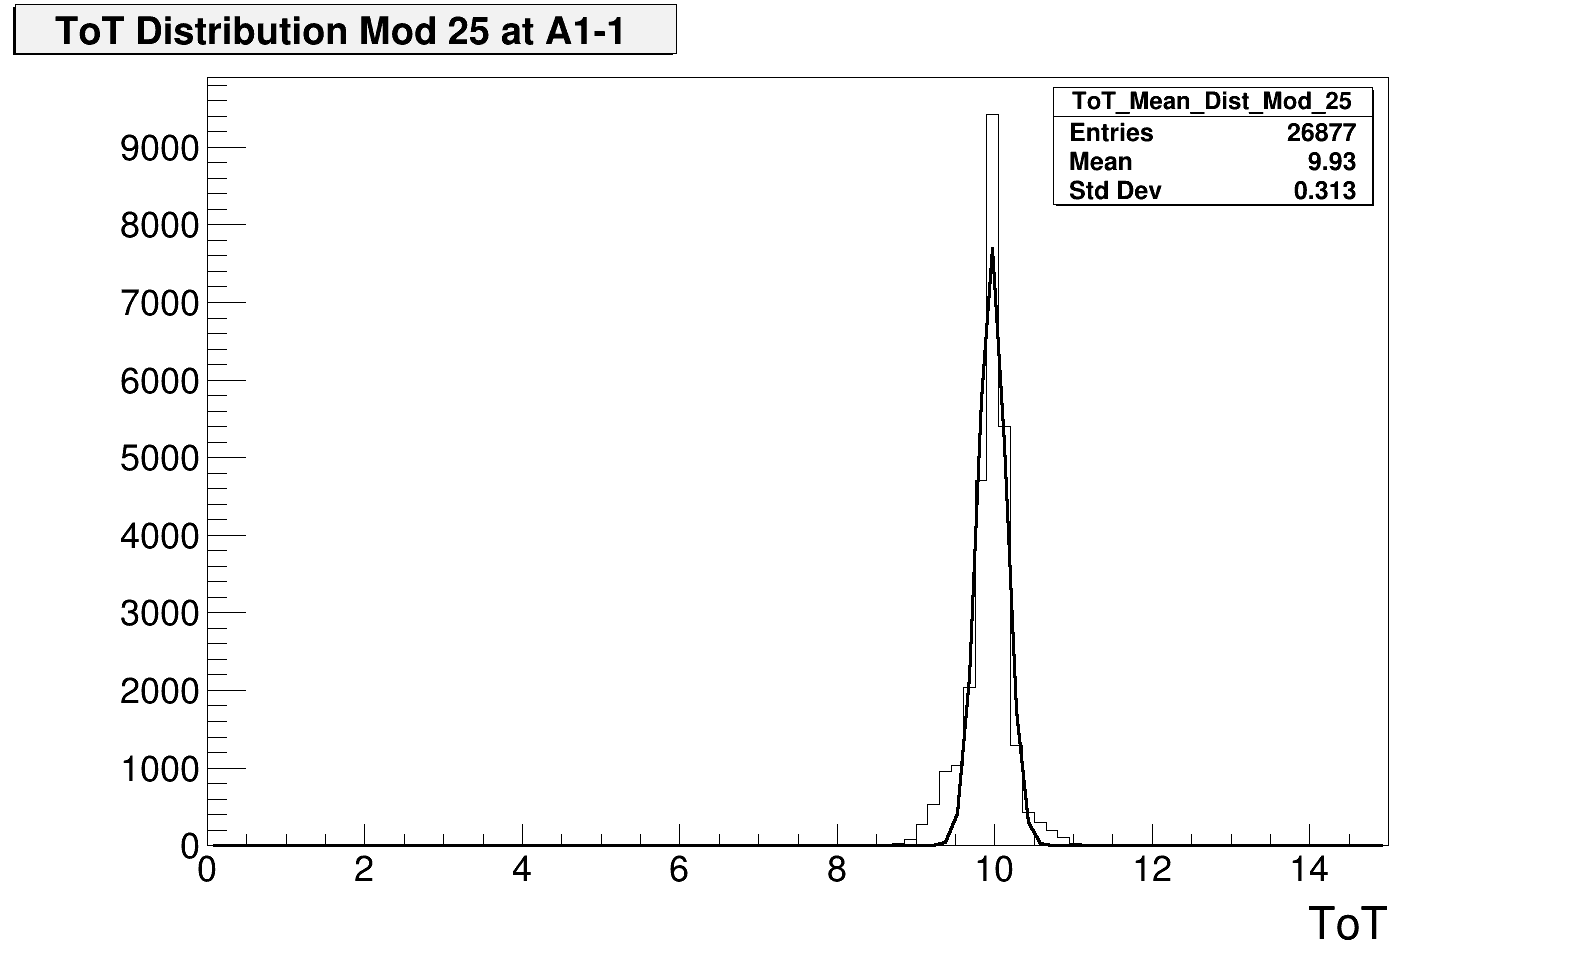 ToT Distribution Mod 25 at A1-1
ToT_Mean_Dist_Mod_25
Entries 26877
Mean 9.93
Std Dev 0.313
9000
8000
7000
6000
5000
4000
3000
2000
1000
0
0 2 4 6 8 10 12 14
ToT